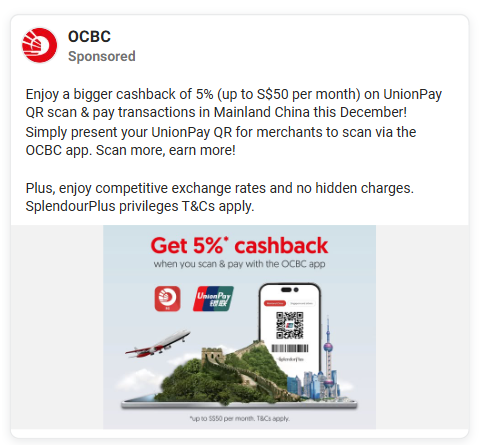 OCBC
Sponsored
Enjoy a bigger cashback of 5% (up to S$50 per month) on UnionPay
QR scan & pay transactions in Mainland China this December!
Simply present your UnionPay QR for merchants to scan via the
OCBC app. Scan more, earn more!
Plus, enjoy competitive exchange rates and no hidden charges.
SplendourPlus privileges T&Cs apply.
Get 5%* cashback
when you scan & pay with the OCBC app
UnionPay
银联
SplendourPlus
*up to S$50 per month. T&Cs apply.